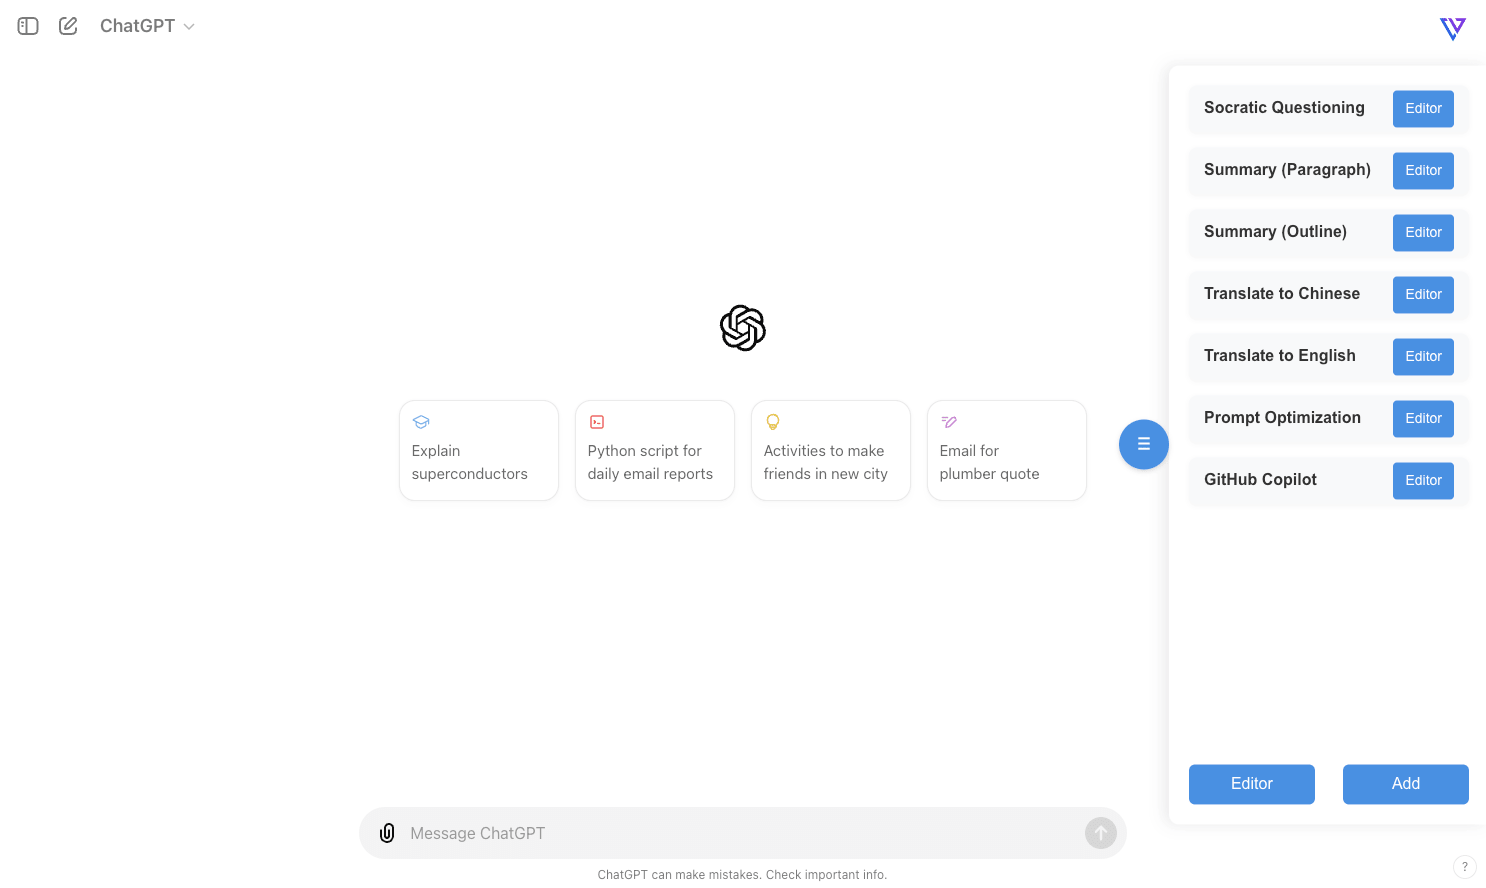 ChatGPT
Explain
superconductors
Python script for
daily email reports
Activities to make
friends in new city
Email for
plumber quote
Message ChatGPT
ChatGPT can make mistakes. Check important info.
Socratic Questioning
Editor
Summary (Paragraph)
Editor
Summary (Outline)
Editor
Translate to Chinese
Editor
Translate to English
Editor
Prompt Optimization
Editor
GitHub Copilot
Editor
Editor
Add
?